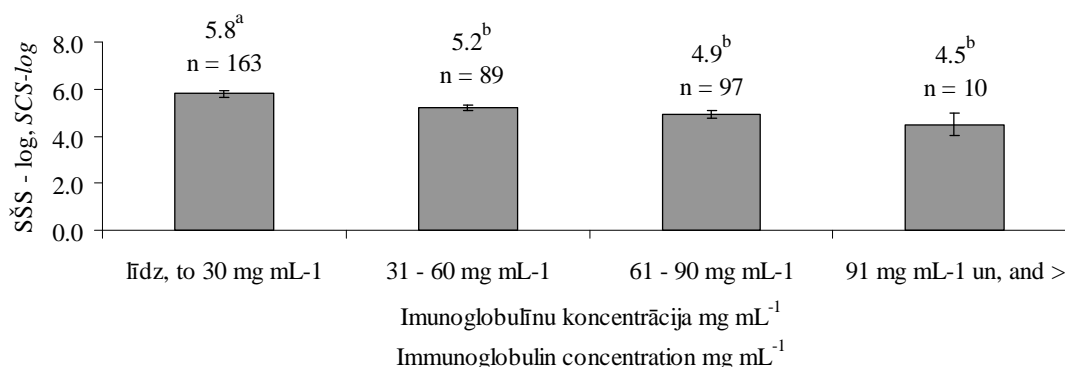 5.8a
n = 163
5.2b
n = 89
4.9b
n = 97
4.5b
n = 10
8.0
6.0
4.0
2.0
0.0
SŠS - log, SCS-log
līdz, to 30 mg mL-1
31 - 60 mg mL-1
61 - 90 mg mL-1
91 mg mL-1 un, and >
Imunoglobulīnu koncentrācija mg mL-1
Immunoglobulin concentration mg mL-1